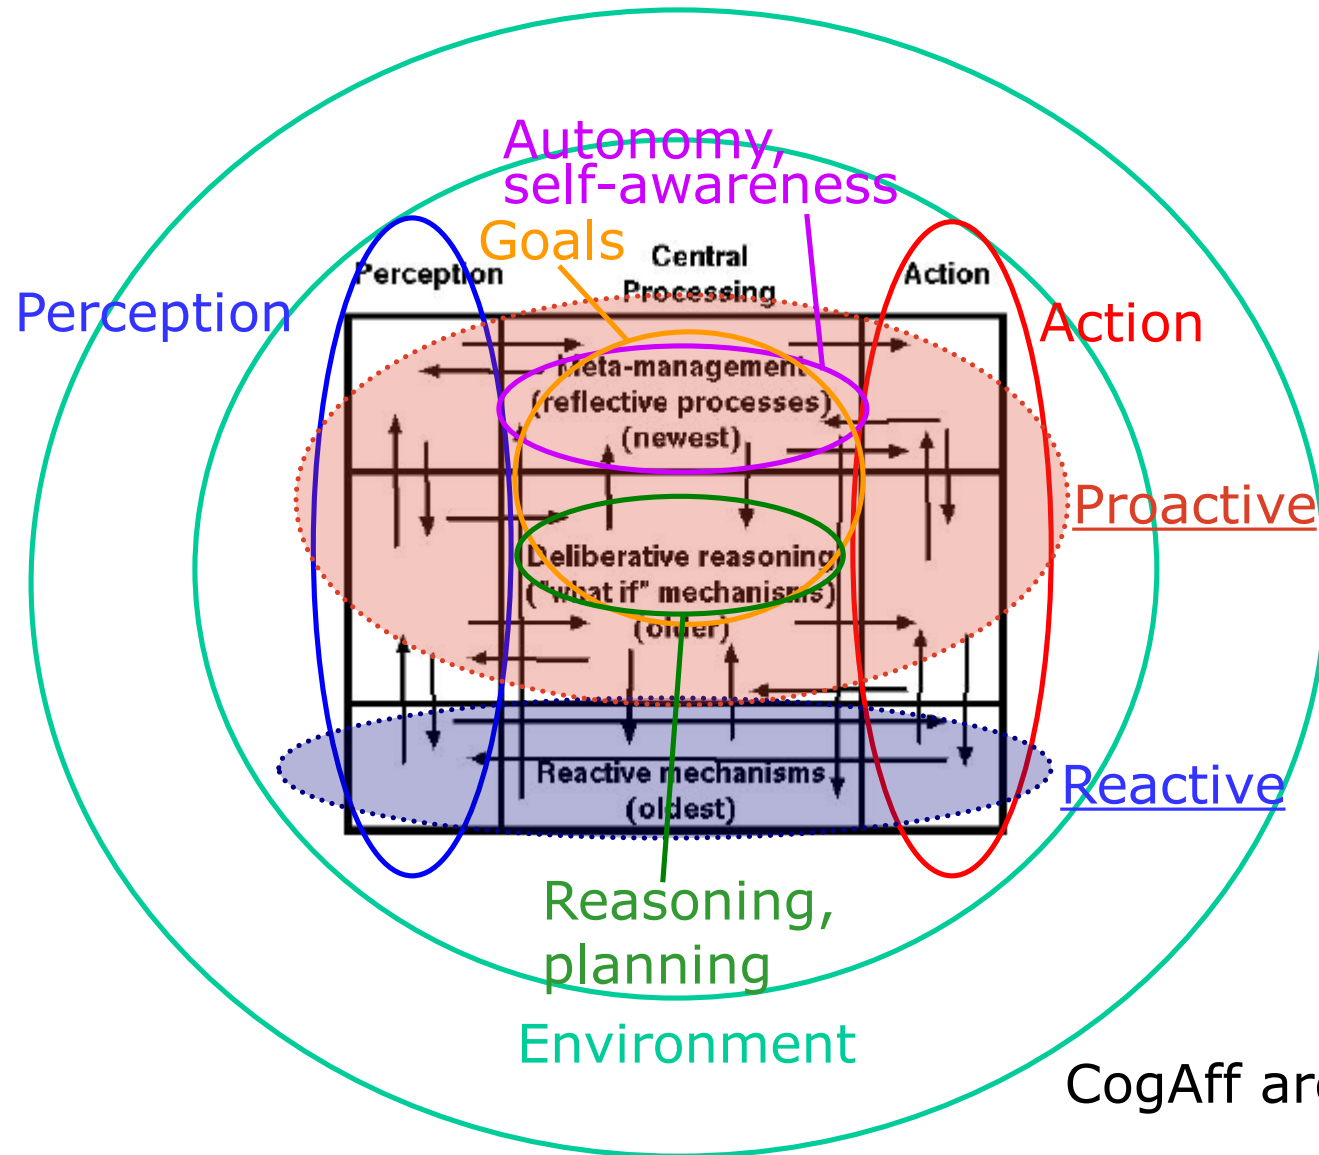 Autonomy,
self-awareness
Goals
Central
Processing
Perception
Action
Perception
Action
Meta-management
(reflective processes)
(newest)
Proactive
Deliberative reasoning
("what if" mechanisms)
(older)
Reactive mechanisms
(oldest)
Reactive
Reasoning,
planning
Environment
CogAff